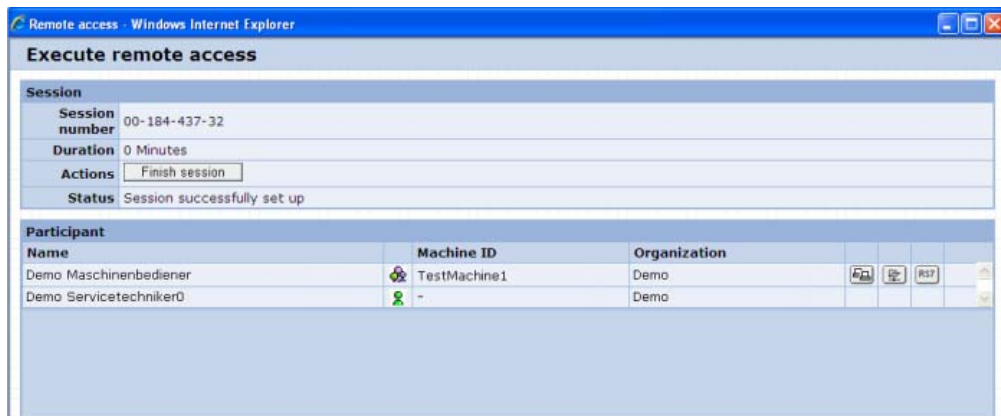 Remote access - Windows Internet Explorer
Execute remote access
Session
Session number 00-184-437-32
Duration 0 Minutes
Actions Finish session
Status Session successfully set up
Participant
Name Machine ID Organization
Demo Maschinenbediener TestMachine1 Demo RS7
Demo Servicetechniker0 - Demo